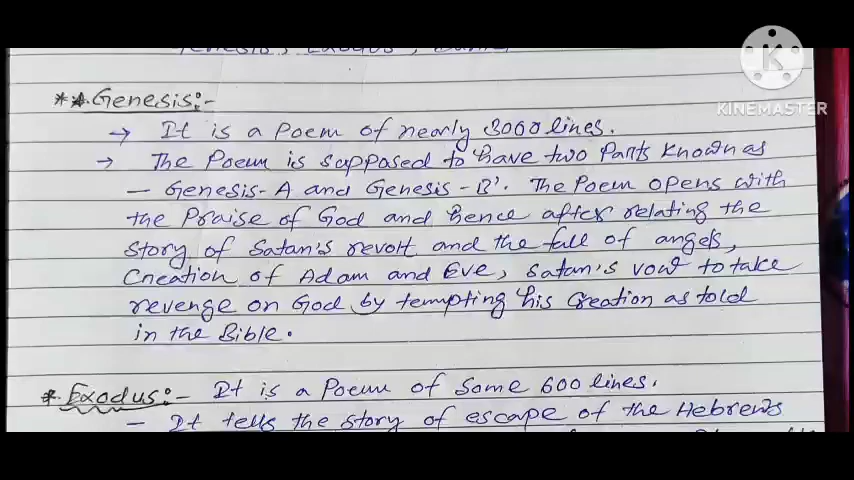 Genesis, Exodus,
K
KINEMASTER
** Genesis:-
→ It is a Poem of nearly 3000 lines.
→ The Poem is supposed to have two Parts Known as
- Genesis-A and Genesis-B'. The Poem opens with
the Praise of God and hence after relating the
story of Satan's revolt and the fall of angels,
Creation of Adam and Eve, Satan's vow to take
revenge on God by tempting his Creation as told
in the Bible.
* Exodus:- It is a Poem of Some 600 lines.
- It tells the story of escape of the Hebrews